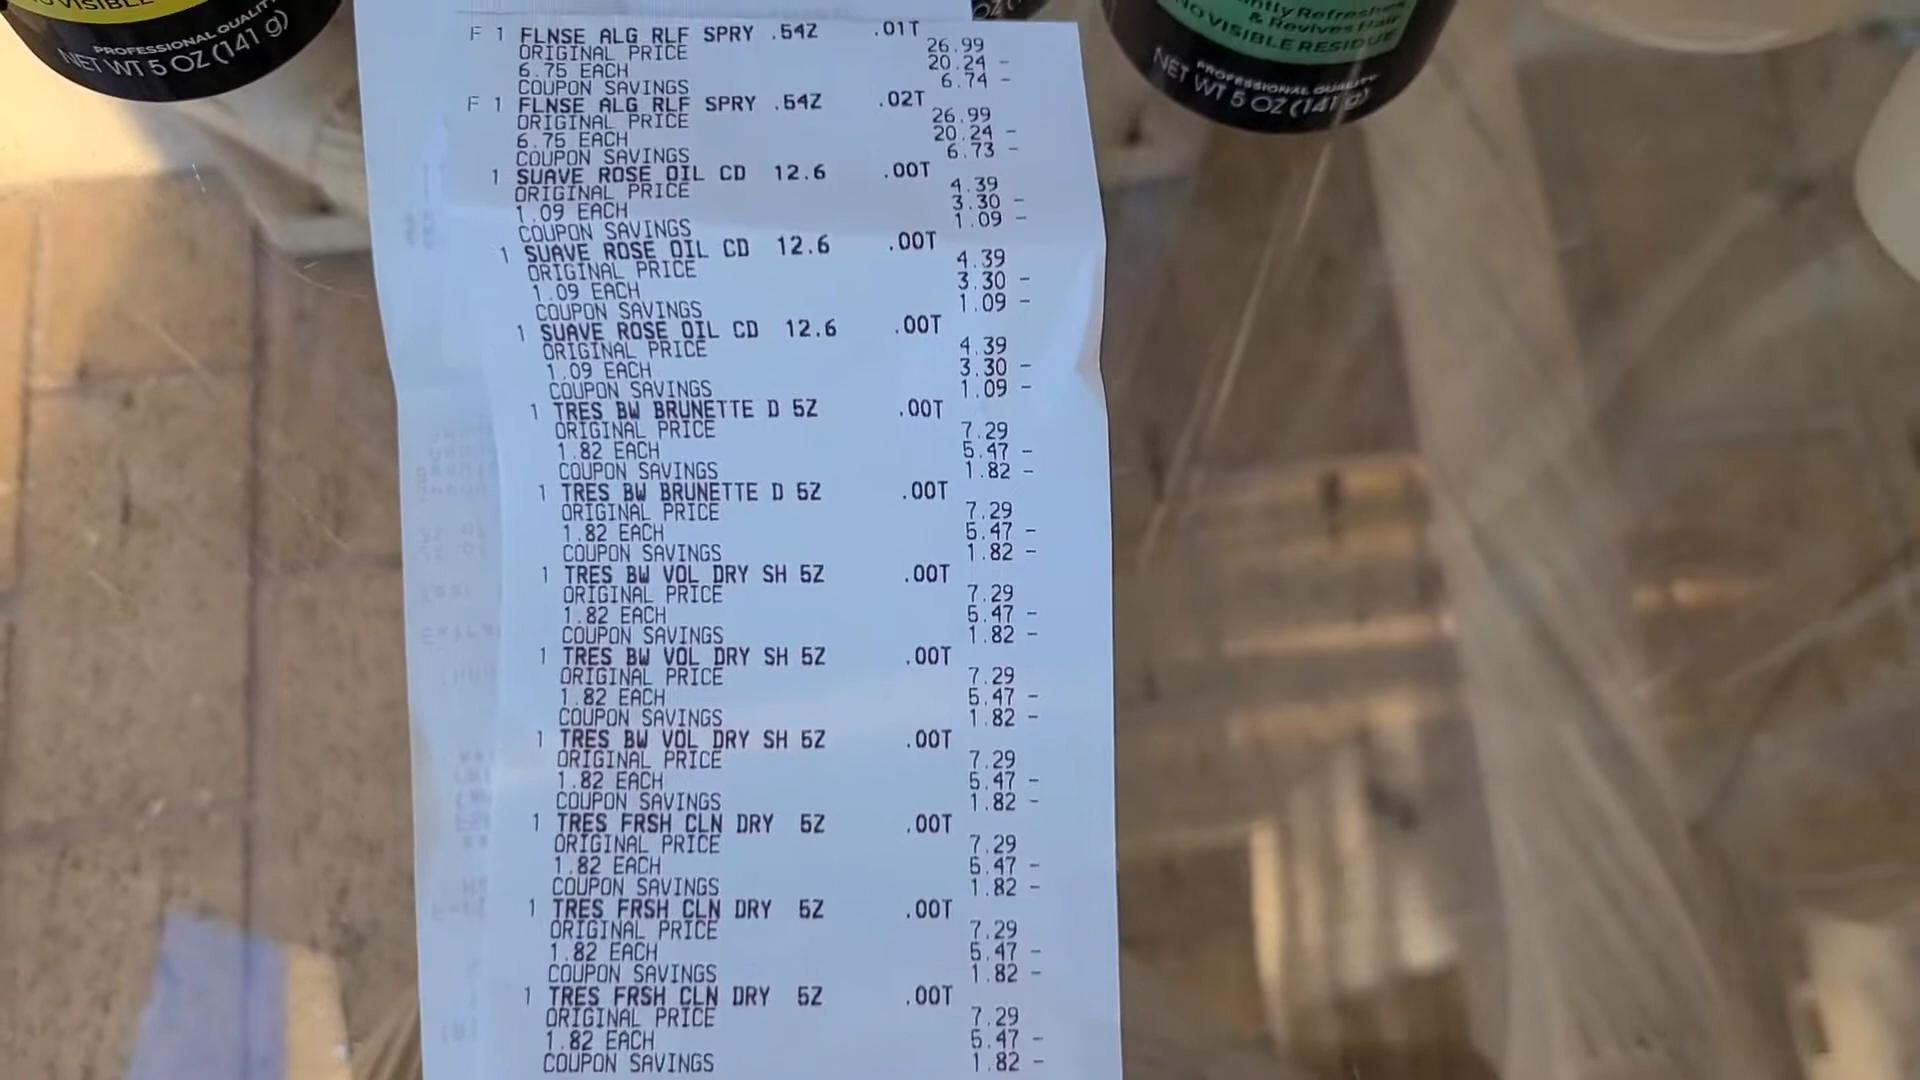 NO VISIBLE
PROFESSIONAL QUALITY
NET WT 5 OZ (141 g)
ntly Refreshes
& Revives Hair
NO VISIBLE RESIDUE
PROFESSIONAL QUALITY
NET WT 5 OZ (141 g)
F 1 FLNSE ALG RLF SPRY .54Z .01T
ORIGINAL PRICE 26.99
6.75 EACH 20.24 -
COUPON SAVINGS 6.74 -
F 1 FLNSE ALG RLF SPRY .54Z .02T
ORIGINAL PRICE 26.99
6.75 EACH 20.24 -
COUPON SAVINGS 6.73 -
1 SUAVE ROSE OIL CD 12.6 .00T
ORIGINAL PRICE 4.39
1.09 EACH 3.30 -
COUPON SAVINGS 1.09 -
1 SUAVE ROSE OIL CD 12.6 .00T
ORIGINAL PRICE 4.39
1.09 EACH 3.30 -
COUPON SAVINGS 1.09 -
1 SUAVE ROSE OIL CD 12.6 .00T
ORIGINAL PRICE 4.39
1.09 EACH 3.30 -
COUPON SAVINGS 1.09 -
1 TRES BW BRUNETTE D 5Z .00T
ORIGINAL PRICE 7.29
1.82 EACH 5.47 -
COUPON SAVINGS 1.82 -
1 TRES BW BRUNETTE D 5Z .00T
ORIGINAL PRICE 7.29
1.82 EACH 5.47 -
COUPON SAVINGS 1.82 -
1 TRES BW VOL DRY SH 5Z .00T
ORIGINAL PRICE 7.29
1.82 EACH 5.47 -
COUPON SAVINGS 1.82 -
1 TRES BW VOL DRY SH 5Z .00T
ORIGINAL PRICE 7.29
1.82 EACH 5.47 -
COUPON SAVINGS 1.82 -
1 TRES BW VOL DRY SH 5Z .00T
ORIGINAL PRICE 7.29
1.82 EACH 5.47 -
COUPON SAVINGS 1.82 -
1 TRES FRSH CLN DRY 5Z .00T
ORIGINAL PRICE 7.29
1.82 EACH 5.47 -
COUPON SAVINGS 1.82 -
1 TRES FRSH CLN DRY 5Z .00T
ORIGINAL PRICE 7.29
1.82 EACH 5.47 -
COUPON SAVINGS 1.82 -
1 TRES FRSH CLN DRY 5Z .00T
ORIGINAL PRICE 7.29
1.82 EACH 5.47 -
COUPON SAVINGS 1.82 -